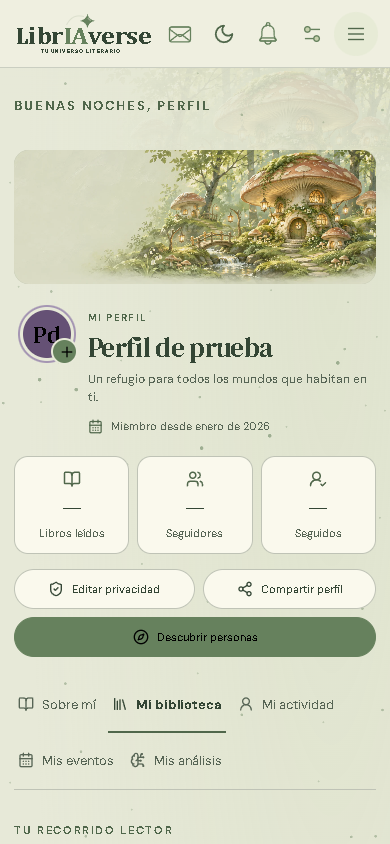 LibrIAverse
TU UNIVERSO LITERARIO
BUENAS NOCHES, PERFIL
Pd
MI PERFIL
Perfil de prueba
Un refugio para todos los mundos que habitan en
ti.
Miembro desde enero de 2026
— — —
Libros leídos Seguidores Seguidos
Editar privacidad Compartir perfil
Descubrir personas
Sobre mí Mi biblioteca Mi actividad
Mis eventos Mis análisis
TU RECORRIDO LECTOR